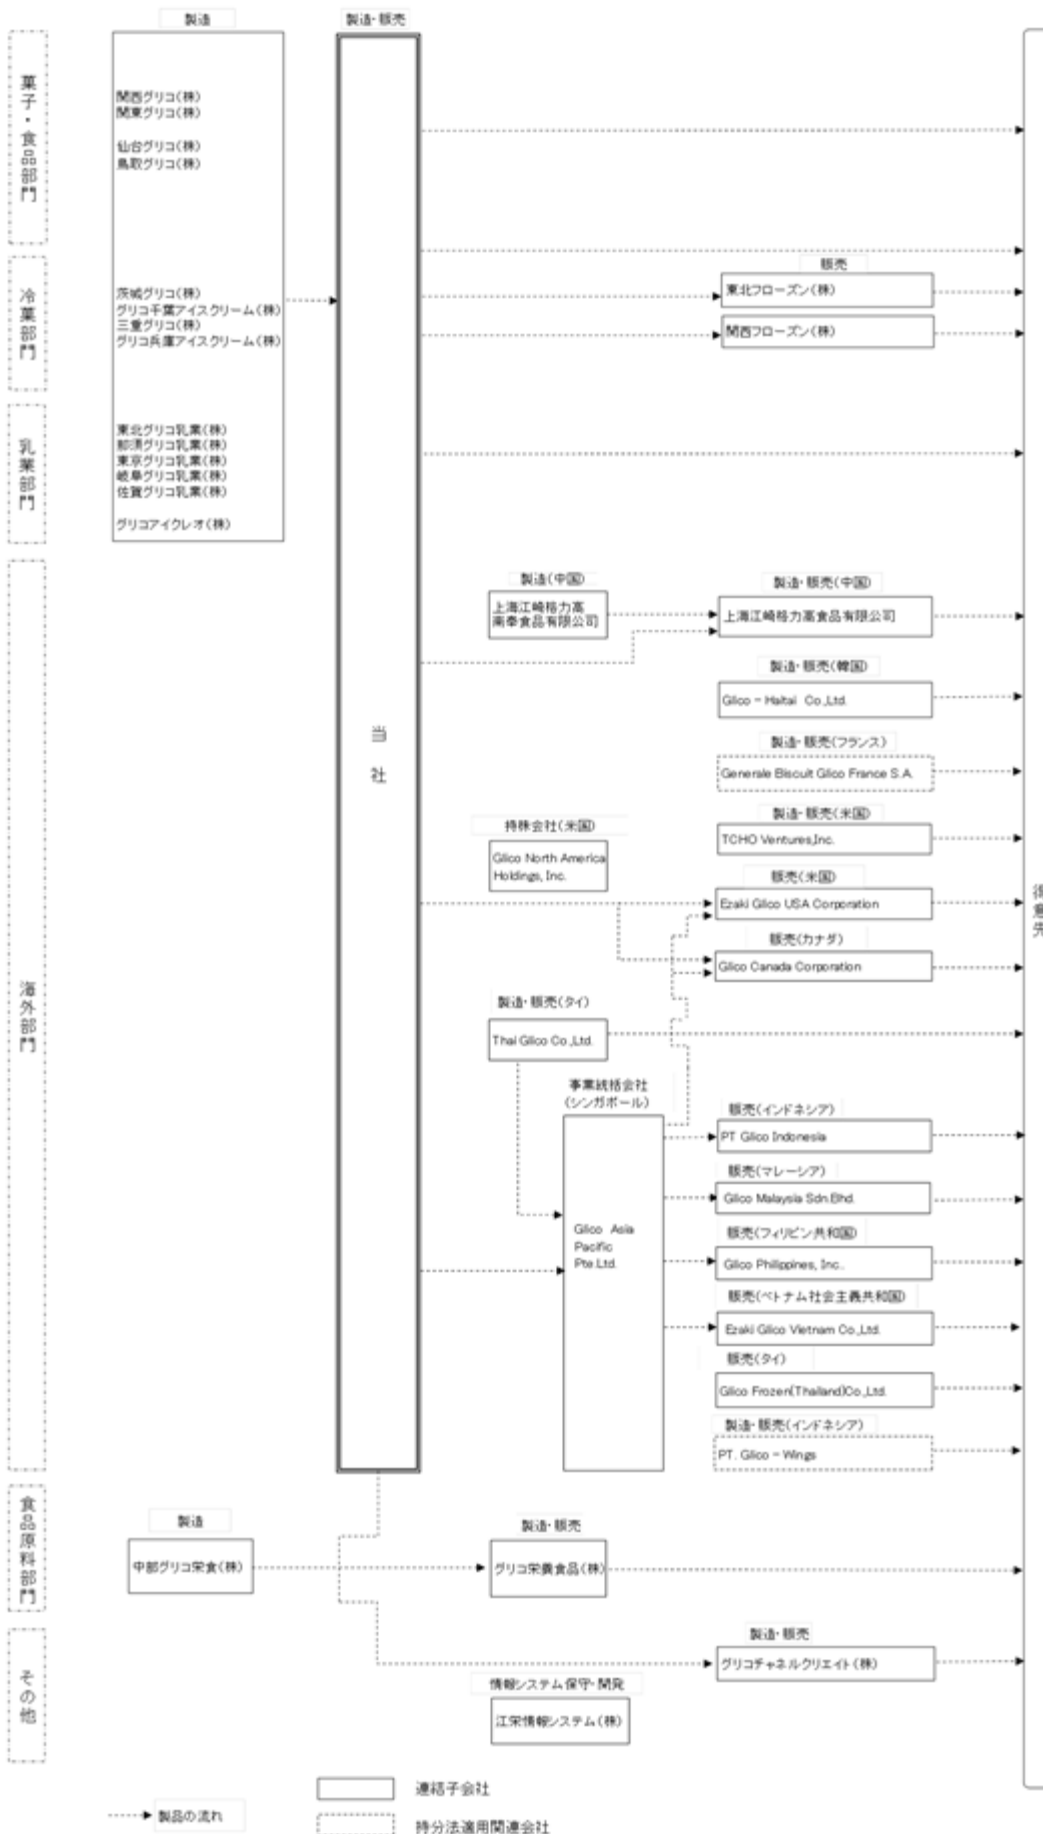 製造
製造・販売
菓子・食品部門
関西グリコ(株)
関東グリコ(株)
仙台グリコ(株)
鳥取グリコ(株)
冷菓部門
茨城グリコ(株)
グリコ千葉アイスクリーム(株)
三重グリコ(株)
グリコ兵庫アイスクリーム(株)
販売
東北フローズン(株)
関西フローズン(株)
乳業部門
東北グリコ乳業(株)
那須グリコ乳業(株)
東京グリコ乳業(株)
岐阜グリコ乳業(株)
佐賀グリコ乳業(株)
グリコアイクレオ(株)
当社
得意先
海外部門
製造(中国)
上海江崎格力高
南奉食品有限公司
製造・販売(中国)
上海江崎格力高食品有限公司
製造・販売(韓国)
Glico－Haitai Co.,Ltd.
製造・販売(フランス)
Generale Biscuit Glico France S.A.
製造・販売(米国)
TCHO Ventures,Inc.
持株会社(米国)
Glico North America
Holdings, Inc.
販売(米国)
Ezaki Glico USA Corporation
販売(カナダ)
Glico Canada Corporation
製造・販売(タイ)
Thai Glico Co.,Ltd.
事業統括会社
(シンガポール)
Glico Asia
Pacific
Pte.Ltd.
販売(インドネシア)
PT Glico Indonesia
販売(マレーシア)
Glico Malaysia Sdn.Bhd.
販売(フィリピン共和国)
Glico Philippines, Inc..
販売(ベトナム社会主義共和国)
Ezaki Glico Vietnam Co.,Ltd.
販売(タイ)
Glico Frozen(Thailand)Co.,Ltd.
製造・販売(インドネシア)
PT. Glico－Wings
食品原料部門
製造
中部グリコ栄食(株)
製造・販売
グリコ栄養食品(株)
その他
製造・販売
グリコチャネルクリエイト(株)
情報システム保守・開発
江栄情報システム(株)
製品の流れ
連結子会社
持分法適用関連会社